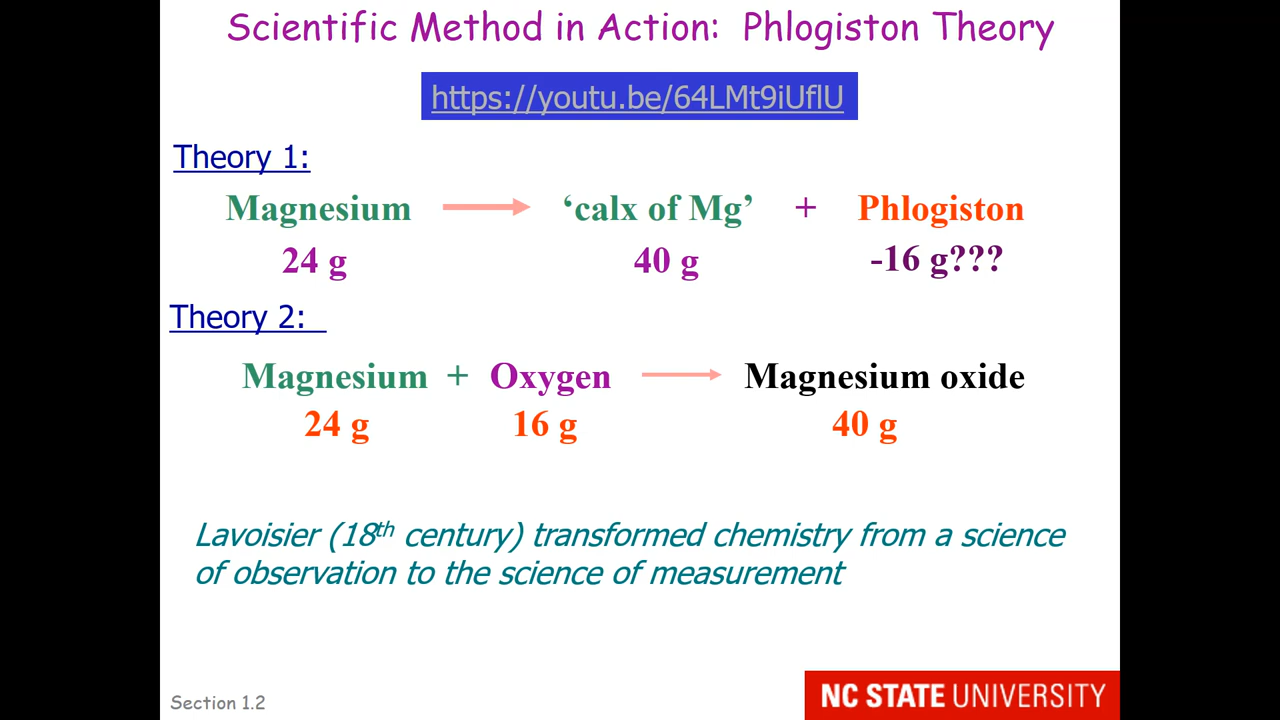 Scientific Method in Action:  Phlogiston Theory
https://youtu.be/64LMt9iUflU
Theory 1:
Magnesium ‘calx of Mg’ + Phlogiston
24 g 40 g -16 g???
Theory 2:
Magnesium + Oxygen Magnesium oxide
24 g 16 g 40 g
Lavoisier (18th century) transformed chemistry from a science
of observation to the science of measurement
Section 1.2
NC STATE UNIVERSITY